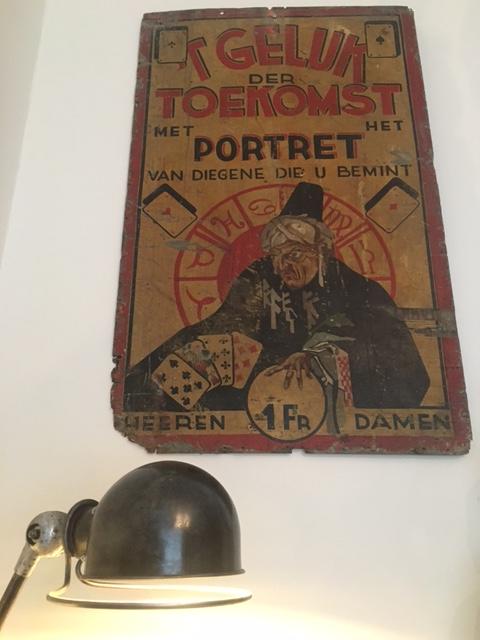 'T GELUK
DER
TOEKOMST
MET HET
PORTRET
VAN DIEGENE DIE U BEMINT
HEEREN 1 FR DAMEN